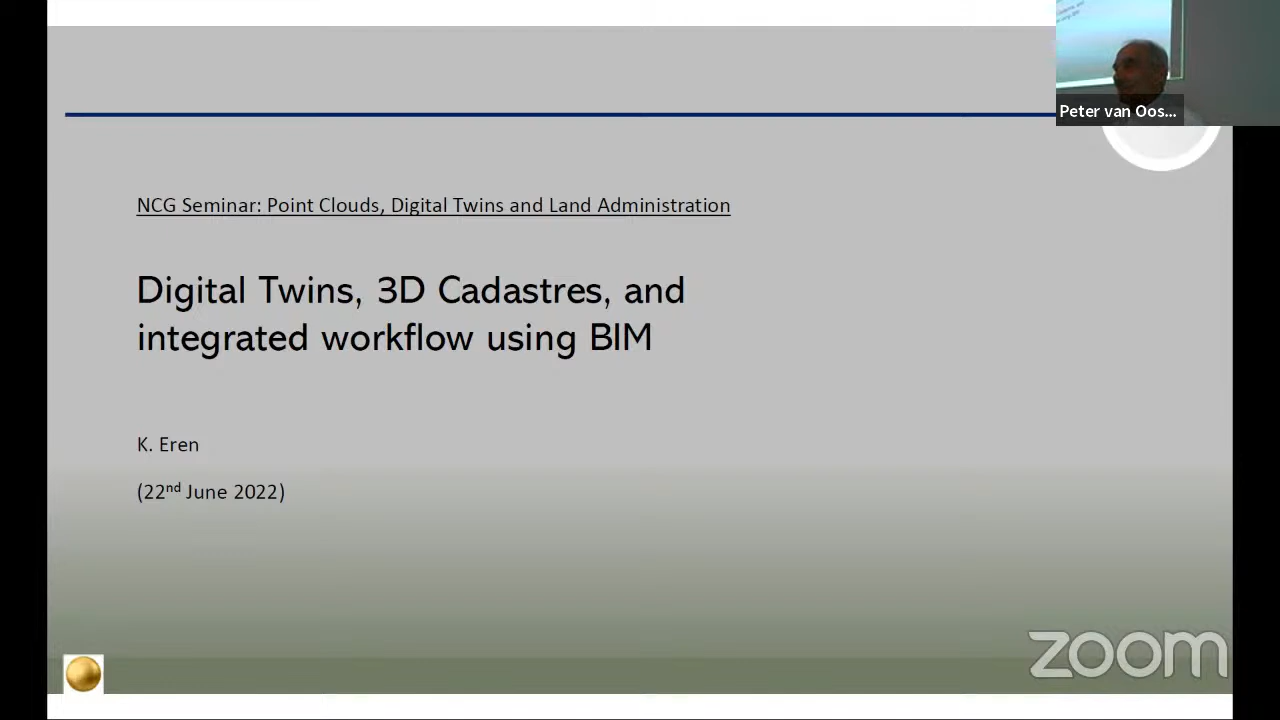 Peter van Oos...
NCG Seminar: Point Clouds, Digital Twins and Land Administration
Digital Twins, 3D Cadastres, and
integrated workflow using BIM
K. Eren
(22nd June 2022)
zoom